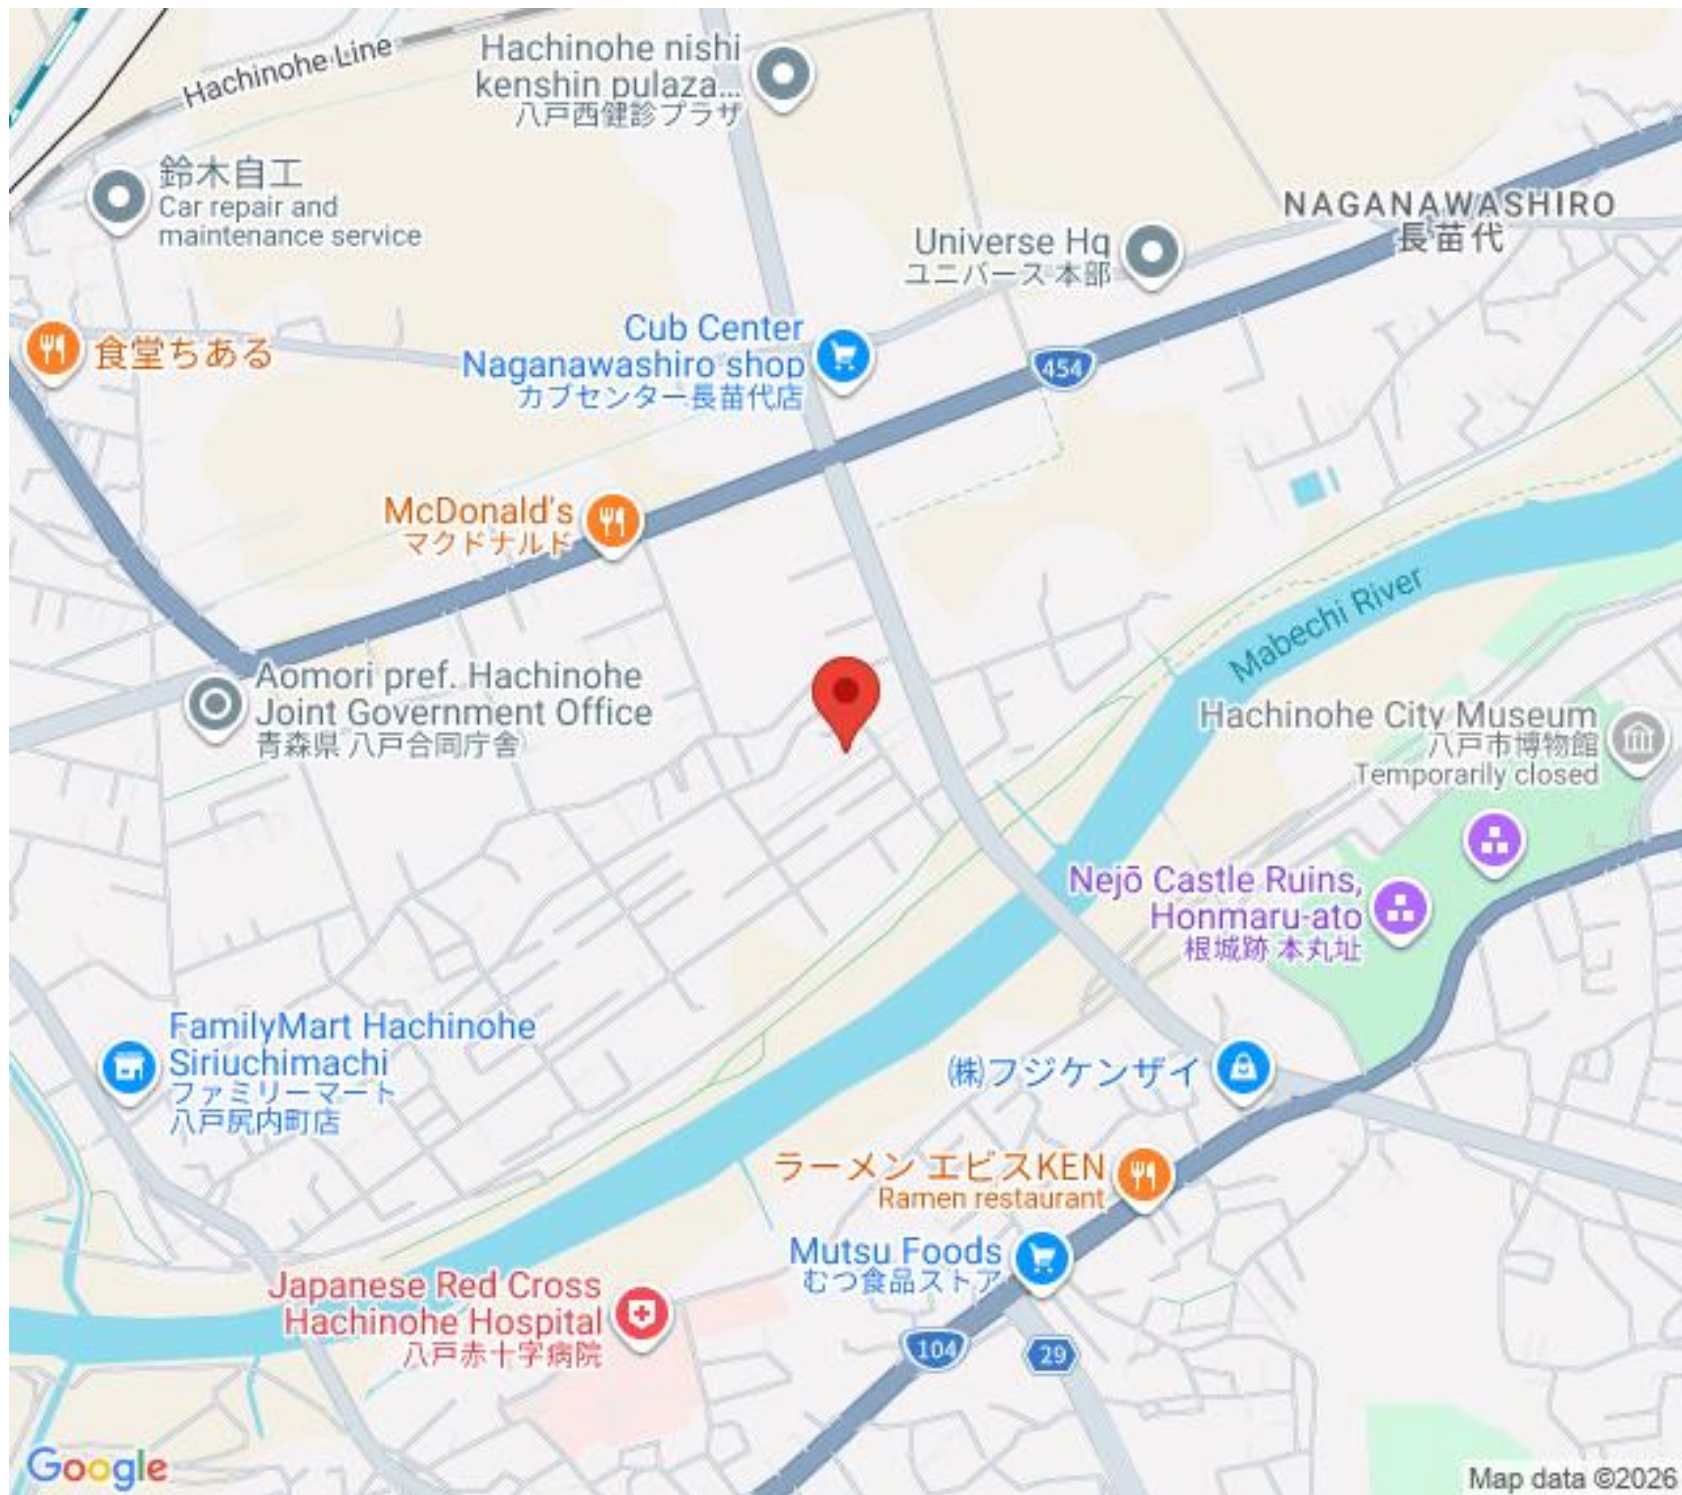 Hachinohe Line
Hachinohe nishi
kenshin pulaza...
八戸西健診プラザ
鈴木自工
Car repair and
maintenance service
NAGANAWASHIRO
長苗代
Universe Hq
ユニバース 本部
Cub Center
Naganawashiro shop
カブセンター長苗代店
食堂ちある
454
McDonald's
マクドナルド
Mabechi River
Aomori pref. Hachinohe
Joint Government Office
青森県 八戸合同庁舎
Hachinohe City Museum
八戸市博物館
Temporarily closed
Nejō Castle Ruins,
Honmaru-ato
根城跡 本丸址
FamilyMart Hachinohe
Siriuchimachi
ファミリーマート
八戸尻内町店
㈱フジケンザイ
ラーメン エビスKEN
Ramen restaurant
Mutsu Foods
むつ食品ストア
Japanese Red Cross
Hachinohe Hospital
八戸赤十字病院
104
29
Google
Map data ©2026